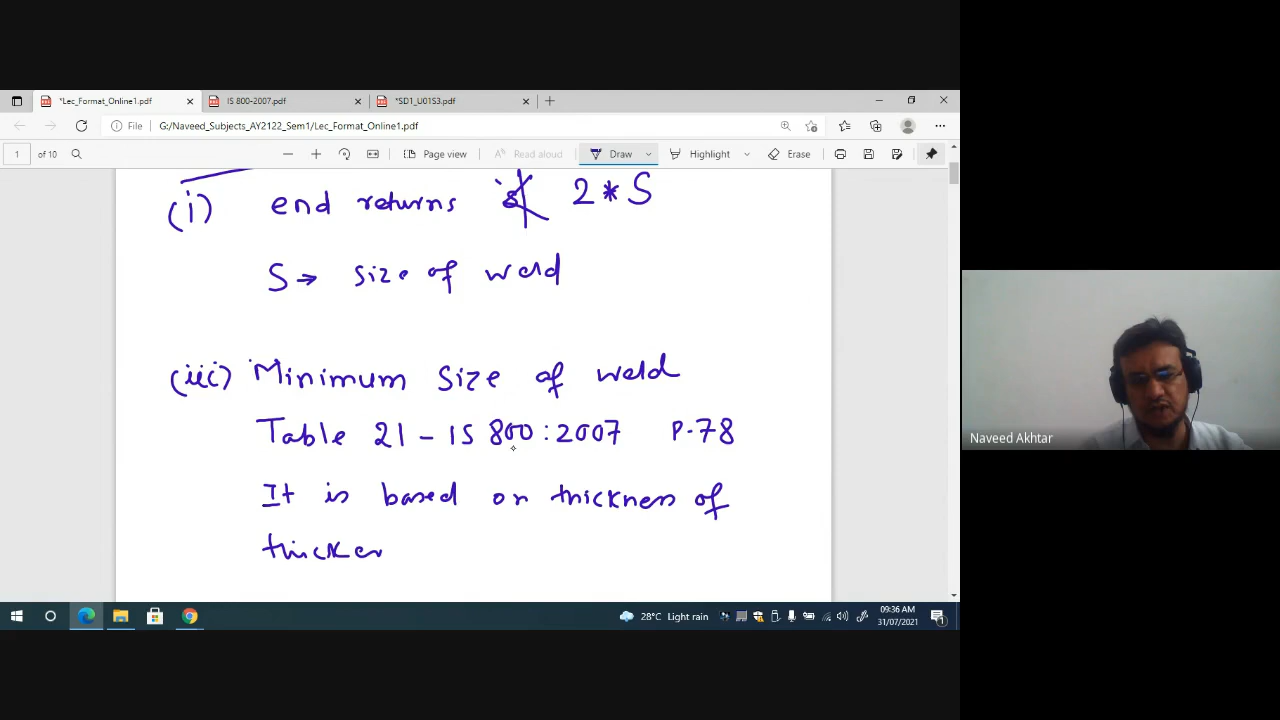 *Lec_Format_Online1.pdf
IS 800-2007.pdf
*SD1_U01S3.pdf
File
G:/Naveed_Subjects_AY2122_Sem1/Lec_Format_Online1.pdf
1 of 10
Page view
Read aloud
Draw
Highlight
Erase
(i) end returns 2 * S
S → size of weld
(iii) Minimum size of weld
Table 21 - IS 800 : 2007 P.78
It is based on thickness of
thicker
Naveed Akhtar
28°C Light rain
09:36 AM
31/07/2021
1